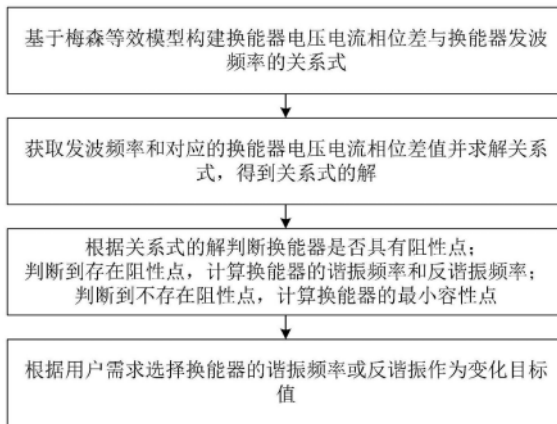 基于梅森等效模型构建换能器电压电流相位差与换能器发波
频率的关系式
获取发波频率和对应的换能器电压电流相位差值并求解关系
式，得到关系式的解
根据关系式的解判断换能器是否具有阻性点；
判断到存在阻性点，计算换能器的谐振频率和反谐振频率；
判断到不存在阻性点，计算换能器的最小容性点
根据用户需求选择换能器的谐振频率或反谐振作为变化目标
值